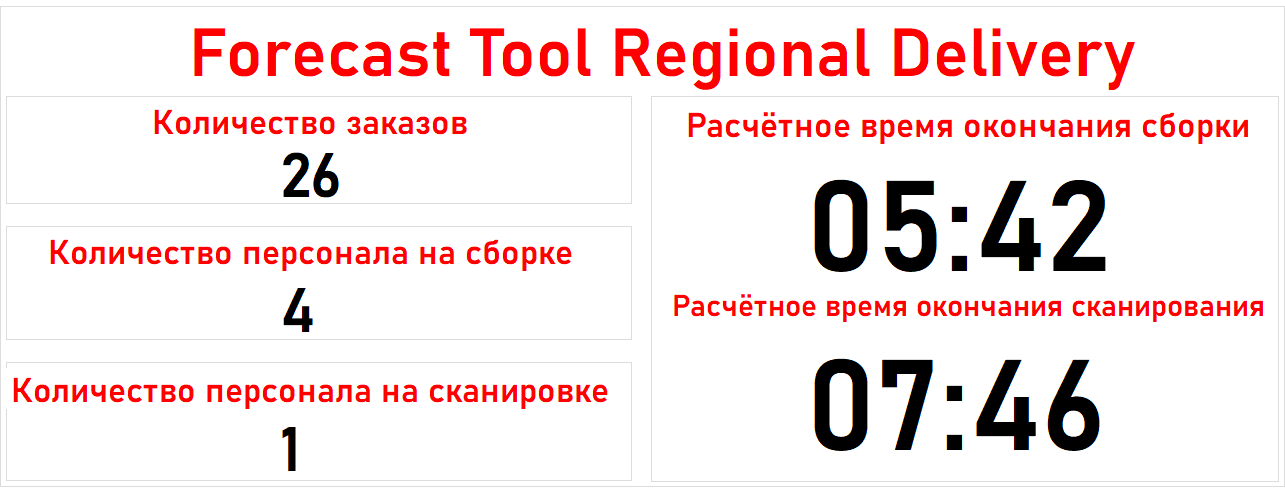 Forecast Tool Regional Delivery
Количество заказов
26
Количество персонала на сборке
4
Количество персонала на сканировке
1
Расчётное время окончания сборки
05:42
Расчётное время окончания сканирования
07:46